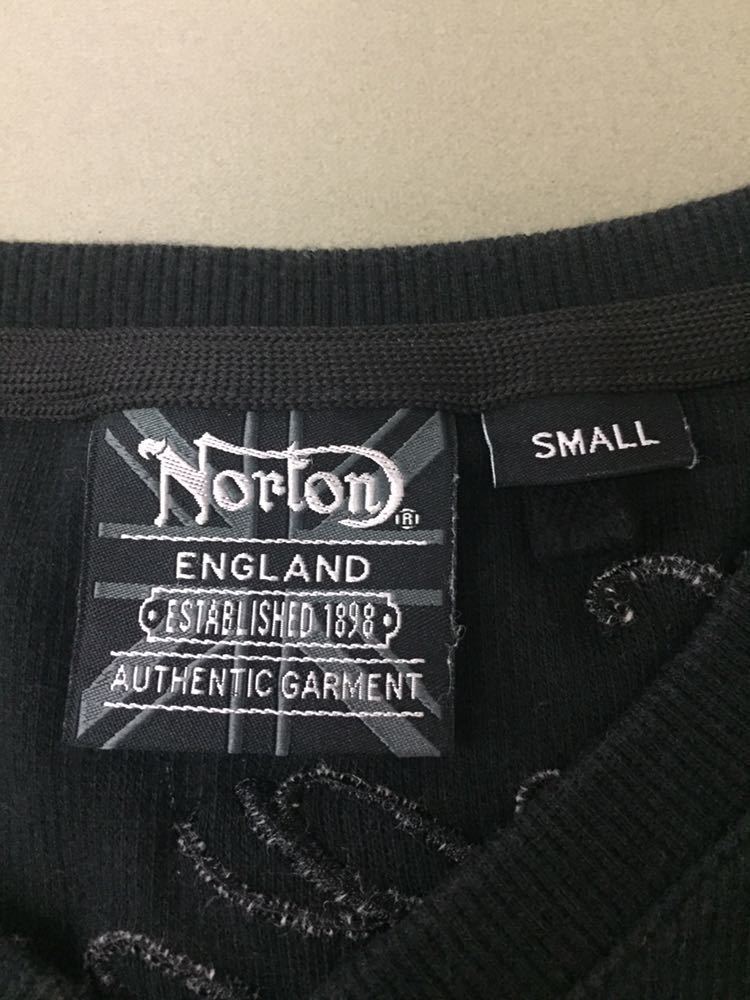 Norton®
ENGLAND
ESTABLISHED 1898
AUTHENTIC GARMENT
SMALL